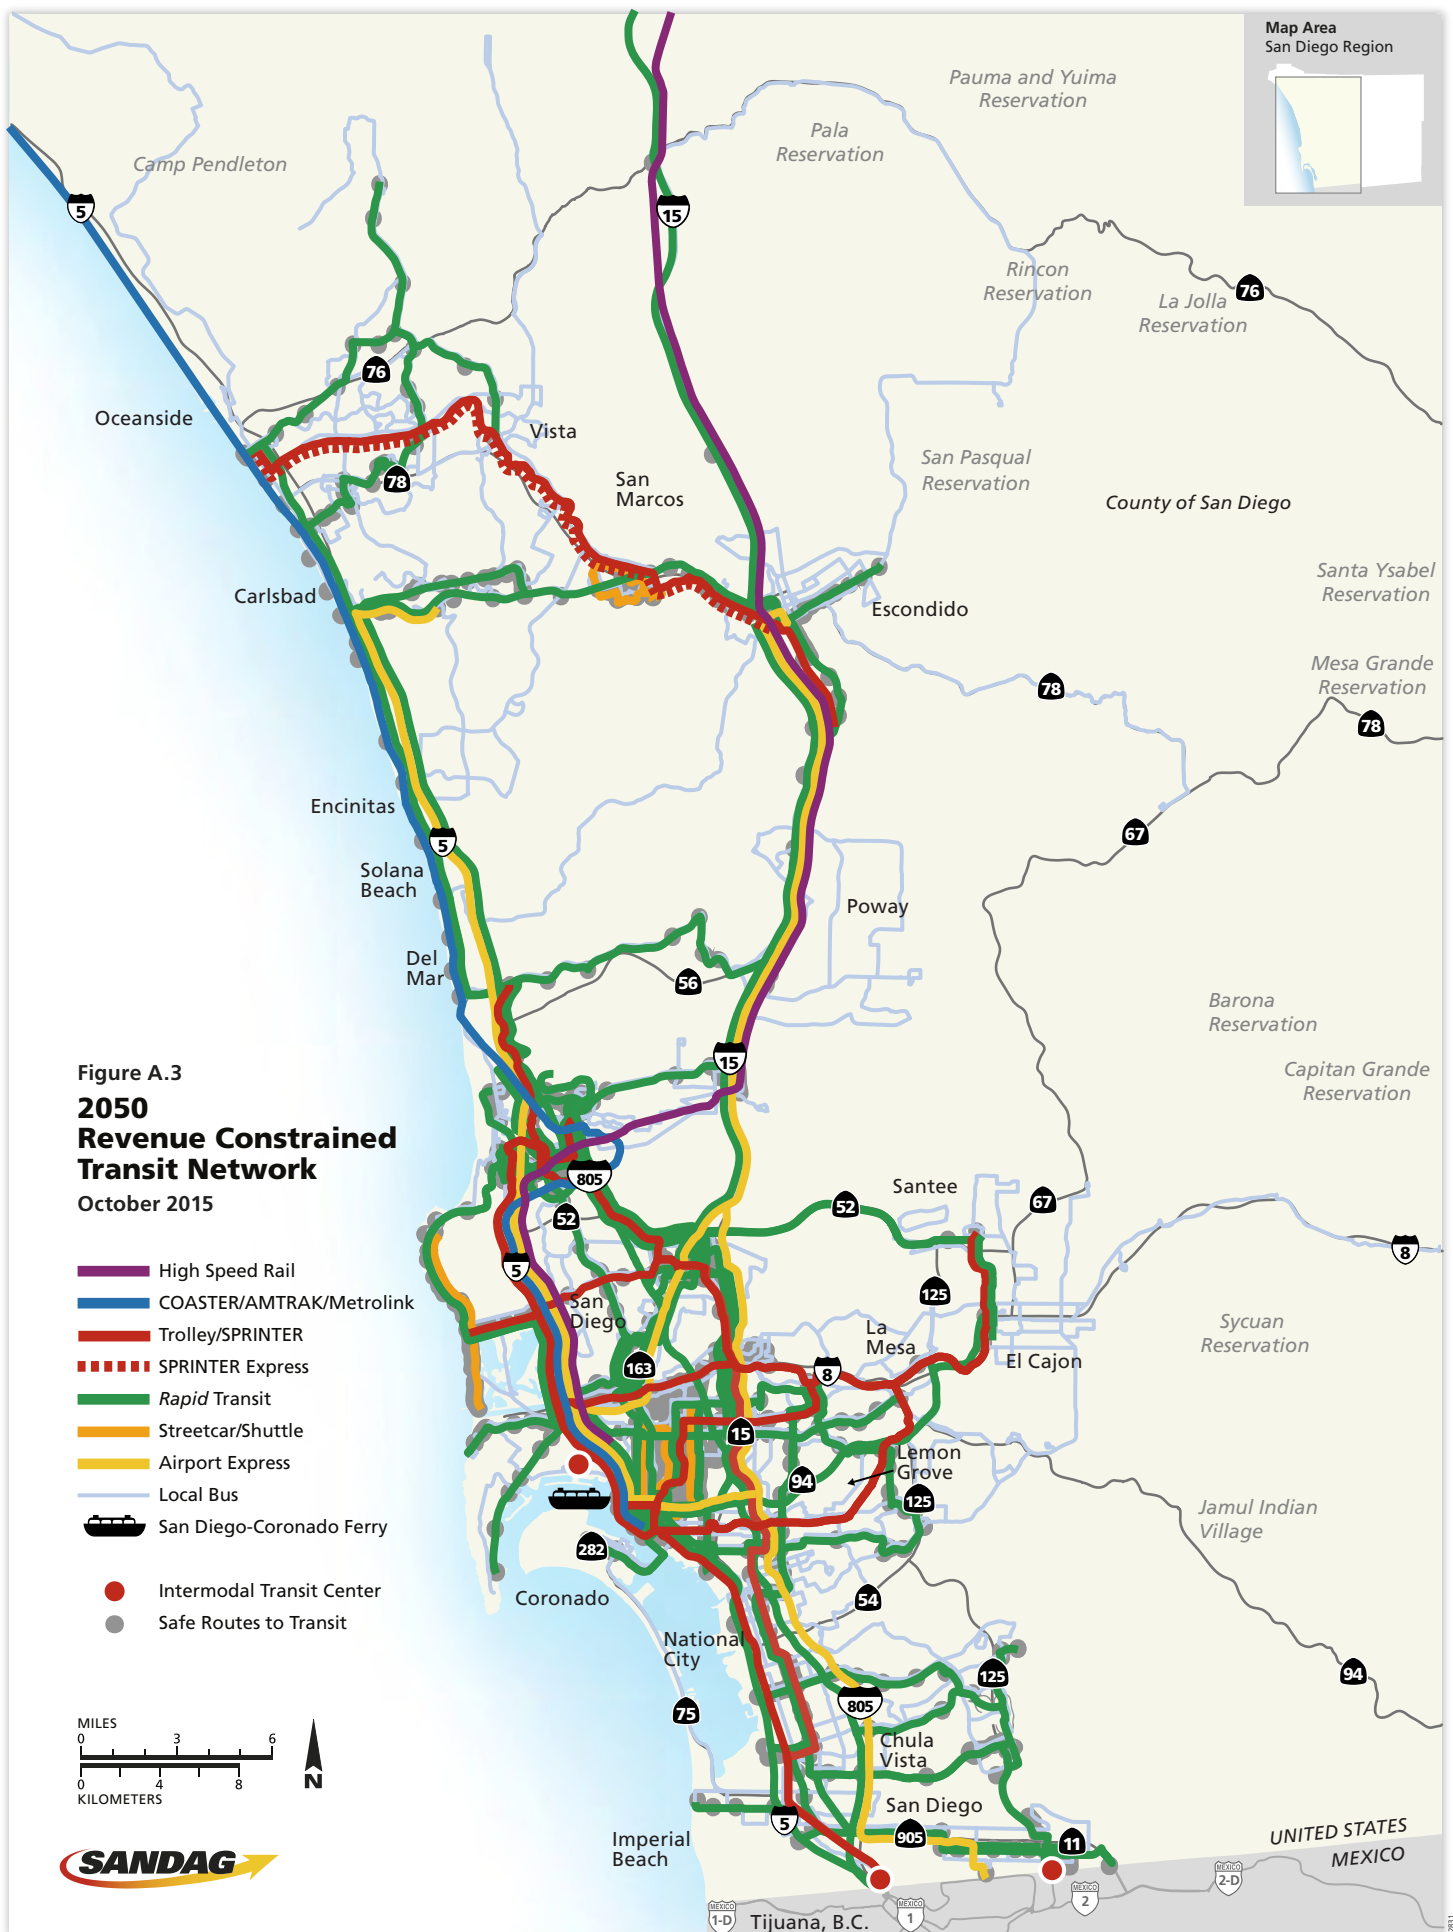 Map Area
San Diego Region
Pauma and Yuima
Reservation
Pala
Reservation
Camp Pendleton
5
15
Rincon
Reservation
76
La Jolla
Reservation
76
Oceanside
Vista
San Pasqual
Reservation
78
San
Marcos
County of San Diego
Santa Ysabel
Reservation
Carlsbad
Escondido
Mesa Grande
Reservation
78
78
Encinitas
5
67
Solana
Beach
Poway
Del
Mar
56
Barona
Reservation
15
Capitan Grande
Reservation
Figure A.3
2050
Revenue Constrained
Transit Network
October 2015
805
Santee
52
67
52
8
5
High Speed Rail
COASTER/AMTRAK/Metrolink
Trolley/SPRINTER
SPRINTER Express
Rapid Transit
Streetcar/Shuttle
Airport Express
Local Bus
San Diego-Coronado Ferry
Intermodal Transit Center
Safe Routes to Transit
125
San
Diego
La
Mesa
Sycuan
Reservation
163
8
El Cajon
15
Lemon
Grove
94
125
Jamul Indian
Village
282
Coronado
54
National
City
125
94
805
75
Chula
Vista
MILES
0 3 6
0 4 8
KILOMETERS
N
San Diego
5
905
11
Imperial
Beach
UNITED STATES
MEXICO
SANDAG
MEXICO
2-D
MEXICO
2
MEXICO
1-D
Tijuana, B.C.
MEXICO
1